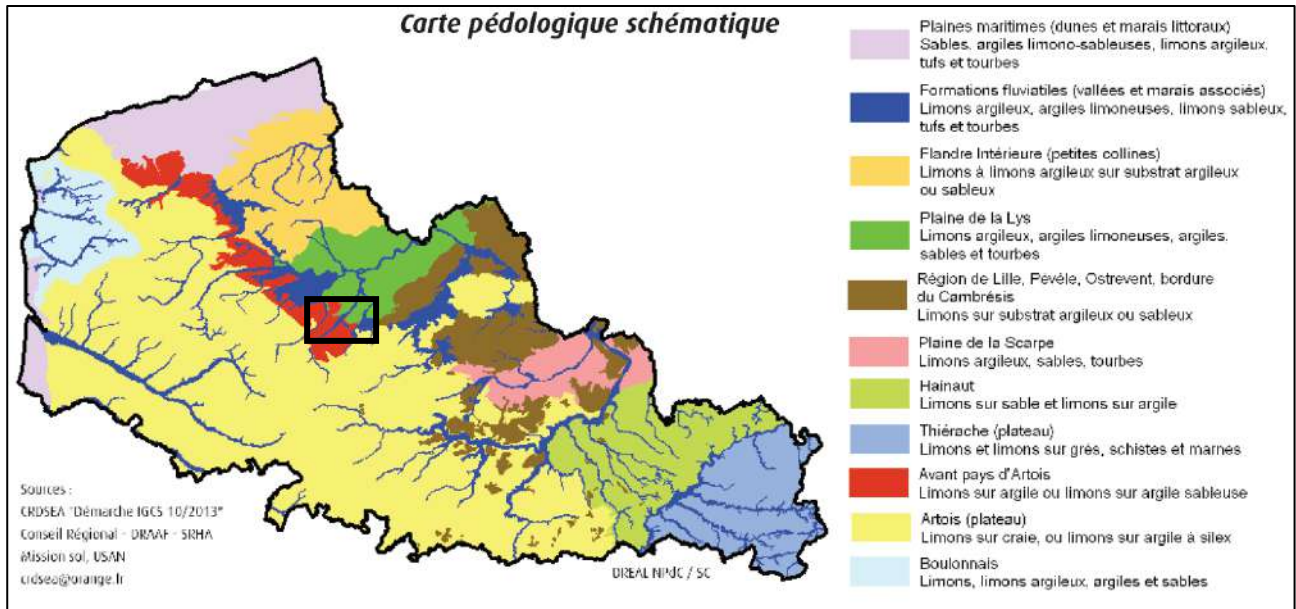 Carte pédologique schématique
Plaines maritimes (dunes et marais littoraux)
Sables, argiles limono-sableuses, limons argileux,
tufs et tourbes
Formations fluviatiles (vallées et marais associés)
Limons argileux, argiles limoneuses, limons sableux,
tufs et tourbes
Flandre Intérieure (petites collines)
Limons à limons argileux sur substrat argileux
ou sableux
Plaine de la Lys
Limons argileux, argiles limoneuses, argiles,
sables et tourbes
Région de Lille, Pévèle, Ostrevent, bordure
du Cambrésis
Limons sur substrat argileux ou sableux
Plaine de la Scarpe
Limons argileux, sables, tourbes
Hainaut
Limons sur sable et limons sur argile
Thiérache (plateau)
Limons et limons sur grès, schistes et marnes
Avant pays d'Artois
Limons sur argile ou limons sur argile sableuse
Artois (plateau)
Limons sur craie, ou limons sur argile à silex
Boulonnais
Limons, limons argileux, argiles et sables
Sources :
CRDSEA "Démarche IGCS 10/2013"
Conseil Régional - DRAAF - SRHA
Mission sol, USAN
crdsea@orange.fr
DREAL NPdC / SC